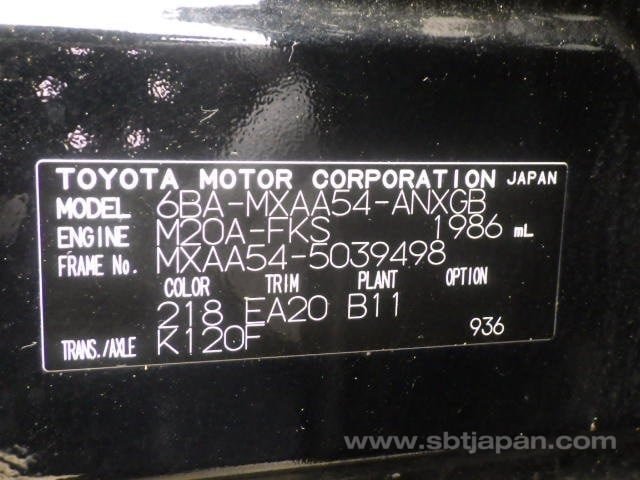 TOYOTA MOTOR CORPORATION JAPAN
MODEL 6BA-MXAA54-ANXGB
ENGINE M20A-FKS 1986 mL
FRAME No. MXAA54-5039498
COLOR TRIM PLANT OPTION
218 EA20 B11
TRANS./AXLE K120F 936
www.sbtjapan.com